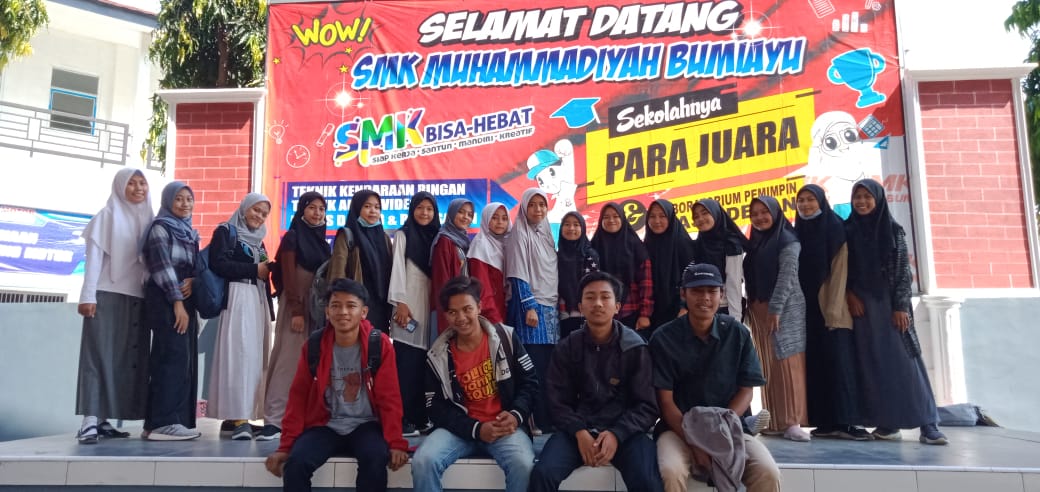 WOW!
SELAMAT DATANG
SMK MUHAMMADIYAH BUMIAYU
SMK BISA-HEBAT
SIAP KERJA • SANTUN • MANDIRI • KREATIF
Sekolahnya
PARA JUARA
TEKNIK KENDARAAN RINGAN
PEMIMPIN
&